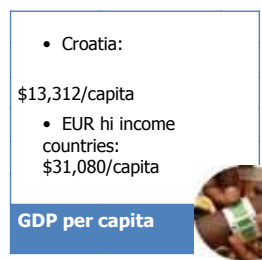 • Croatia:
$13,312/capita
• EUR hi income
countries:
$31,080/capita
GDP per capita